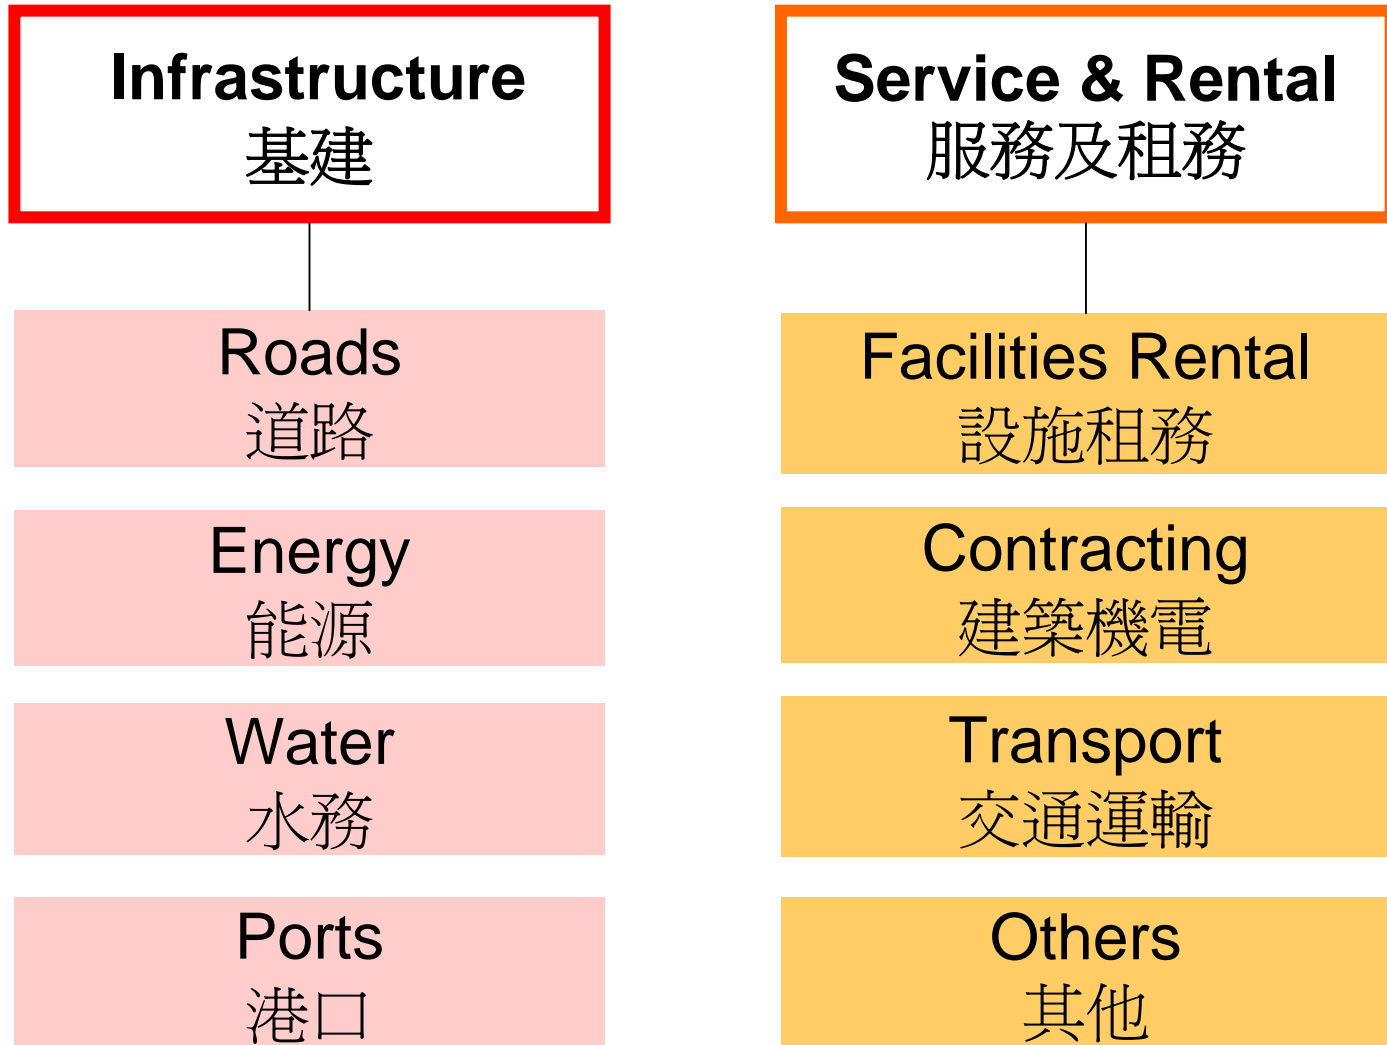 Infrastructure
基建
Roads
道路
Energy
能源
Water
水務
Ports
港口
Service & Rental
服務及租務
Facilities Rental
設施租務
Contracting
建築機電
Transport
交通運輸
Others
其他